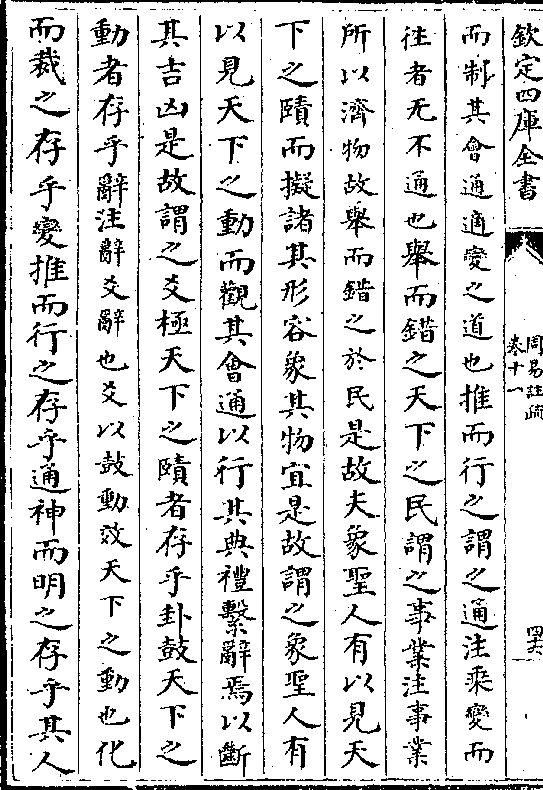 欽定四庫全書
周易註疏
卷十一
四六
而制其會通適變之道也推而行之謂之通注乘變而
往者无不通也舉而錯之天下之民謂之事業注事業
所以濟物故舉而錯之於民是故夫象聖人有以見天
下之賾而擬諸其形容象其物宜是故謂之象聖人有
以見天下之動而觀其會通以行其典禮繫辭焉以斷
其吉凶是故謂之爻極天下之賾者存乎卦鼓天下之
動者存乎辭注辭爻辭也爻以鼓動效天下之動也化
而裁之存乎變推而行之存乎通神而明之存乎其人